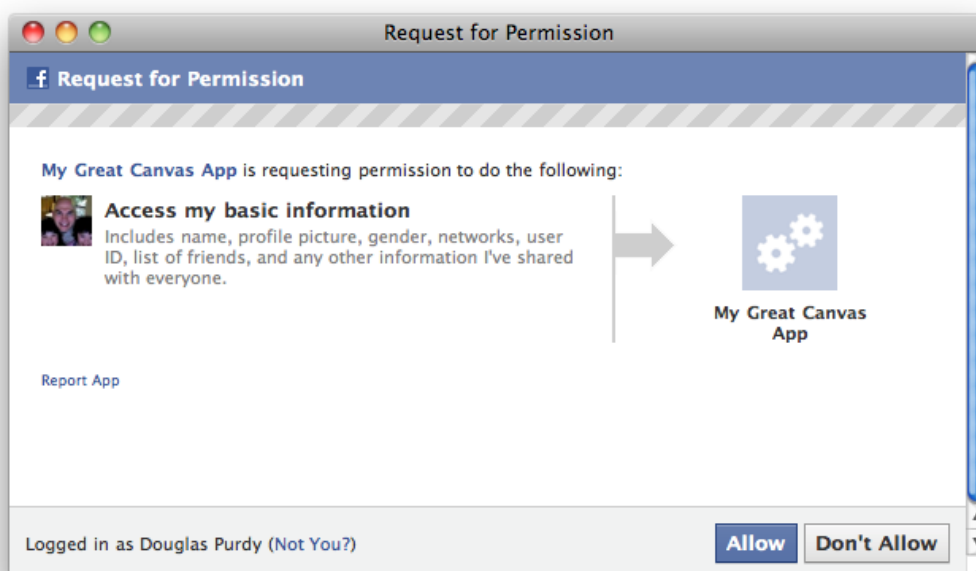 Request for Permission
f Request for Permission
My Great Canvas App is requesting permission to do the following:
Access my basic information
Includes name, profile picture, gender, networks, user
ID, list of friends, and any other information I've shared
with everyone.
My Great Canvas
App
Report App
Logged in as Douglas Purdy (Not You?)
Allow
Don't Allow